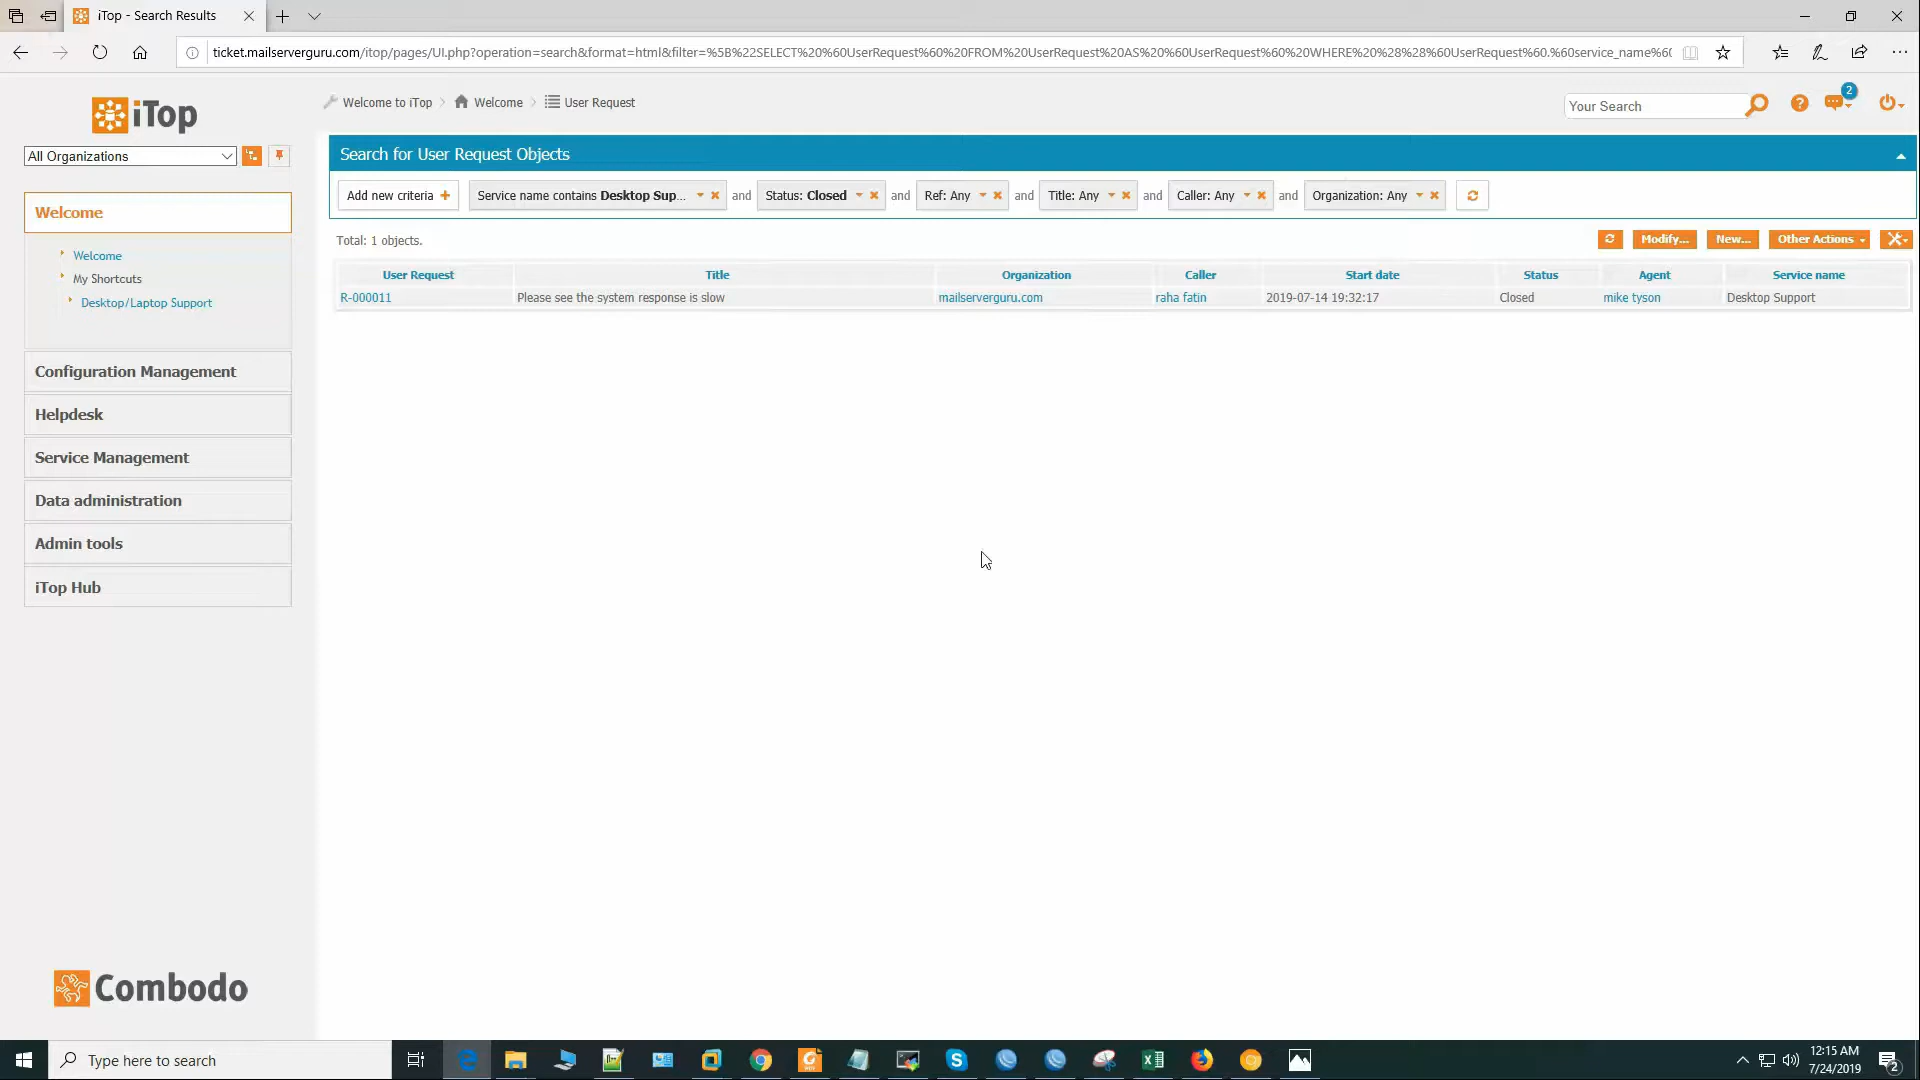 iTop - Search Results
ticket.mailserverguru.com/itop/pages/UI.php?operation=search&format=html&filter=%5B%22SELECT%20%60UserRequest%60%20FROM%20UserRequest%20AS%20%60UserRequest%60%20WHERE%20%28%28%60UserRequest%60.%60service_name%6(
iTop
Welcome to iTop Welcome User Request
Your Search
?
2
All Organizations
Search for User Request Objects
Add new criteria Service name contains Desktop Sup... and Status: Closed and Ref: Any and Title: Any and Caller: Any and Organization: Any
Total: 1 objects.
Modify... New... Other Actions
User Request Title Organization Caller Start date Status Agent Service name
R-000011 Please see the system response is slow mailserverguru.com raha fatin 2019-07-14 19:32:17 Closed mike tyson Desktop Support
Welcome
Welcome
My Shortcuts
Desktop/Laptop Support
Configuration Management
Helpdesk
Service Management
Data administration
Admin tools
iTop Hub
Combodo
Type here to search
12:15 AM
7/24/2019
2